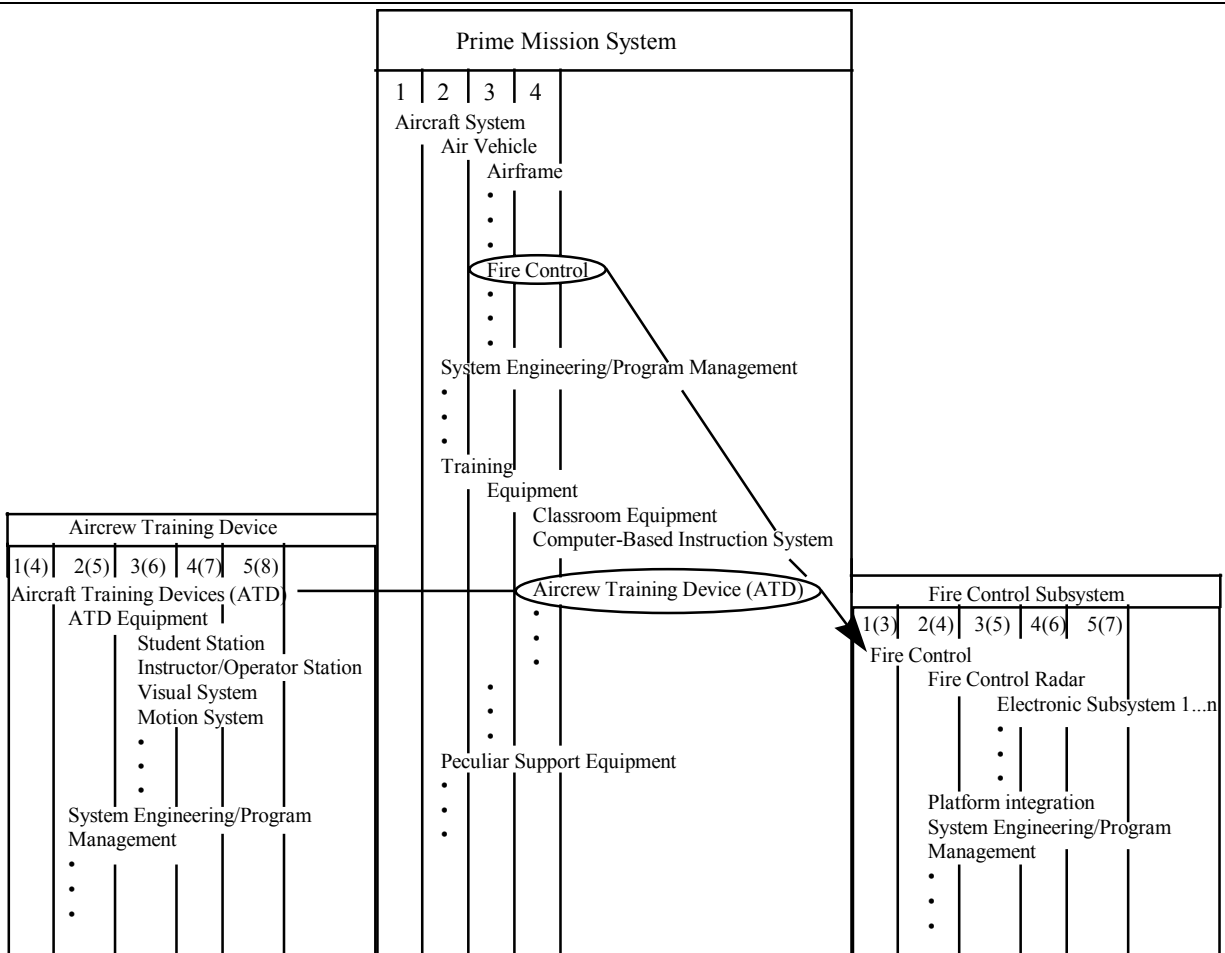 Prime Mission System
1 2 3 4
Aircraft System
Air Vehicle
Airframe
Fire Control
System Engineering/Program Management
Training
Equipment
Classroom Equipment
Computer-Based Instruction System
Aircrew Training Device (ATD)
Peculiar Support Equipment
Aircrew Training Device
1(4) 2(5) 3(6) 4(7) 5(8)
Aircraft Training Devices (ATD)
ATD Equipment
Student Station
Instructor/Operator Station
Visual System
Motion System
System Engineering/Program
Management
Fire Control Subsystem
1(3) 2(4) 3(5) 4(6) 5(7)
Fire Control
Fire Control Radar
Electronic Subsystem 1...n
Platform integration
System Engineering/Program
Management